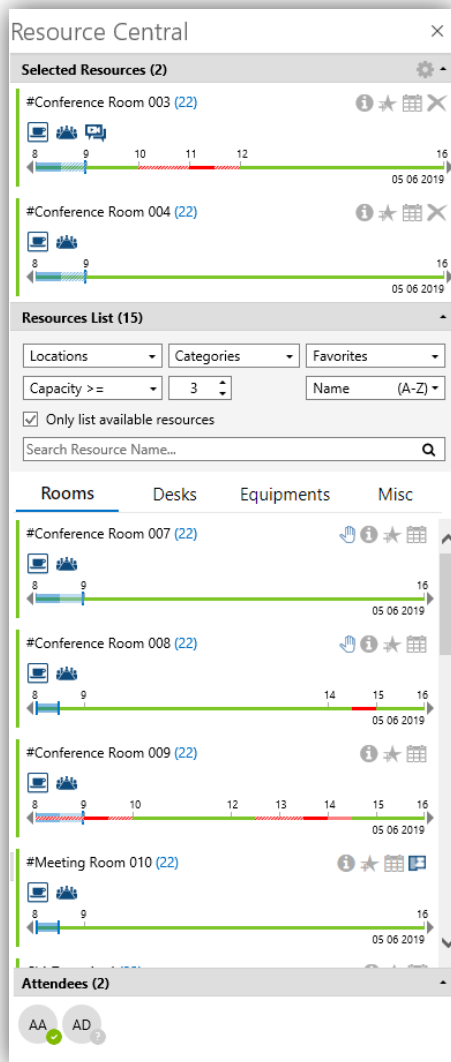 Resource Central
Selected Resources (2)
#Conference Room 003 (22)
8 9 10 11 12 16
05 06 2019
#Conference Room 004 (22)
8 9 16
05 06 2019
Resources List (15)
Locations Categories Favorites
Capacity >= 3 Name (A-Z)
Only list available resources
Search Resource Name...
Rooms Desks Equipments Misc
#Conference Room 007 (22)
8 9 16
05 06 2019
#Conference Room 008 (22)
8 9 14 15 16
05 06 2019
#Conference Room 009 (22)
8 9 10 12 13 14 15 16
05 06 2019
#Meeting Room 010 (22)
8 9 16
05 06 2019
Attendees (2)
AA AD ?